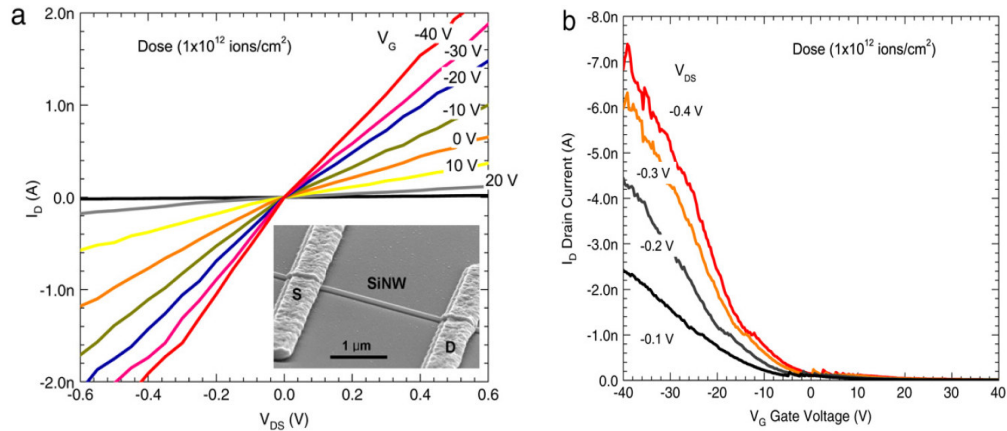 a
Dose (1x10¹² ions/cm²)
V_G
-40 V
-30 V
-20 V
-10 V
0 V
10 V
20 V
2.0n
1.0n
0.0
-1.0n
-2.0n
I_D (A)
-0.6
-0.4
-0.2
0.0
0.2
0.4
0.6
V_DS (V)
S
SiNW
D
1 µm
b
Dose (1x10¹² ions/cm²)
V_DS
-0.4 V
-0.3 V
-0.2 V
-0.1 V
-8.0n
-7.0n
-6.0n
-5.0n
-4.0n
-3.0n
-2.0n
-1.0n
0.0
I_D Drain Current (A)
-40
-30
-20
-10
0
10
20
30
40
V_G Gate Voltage (V)